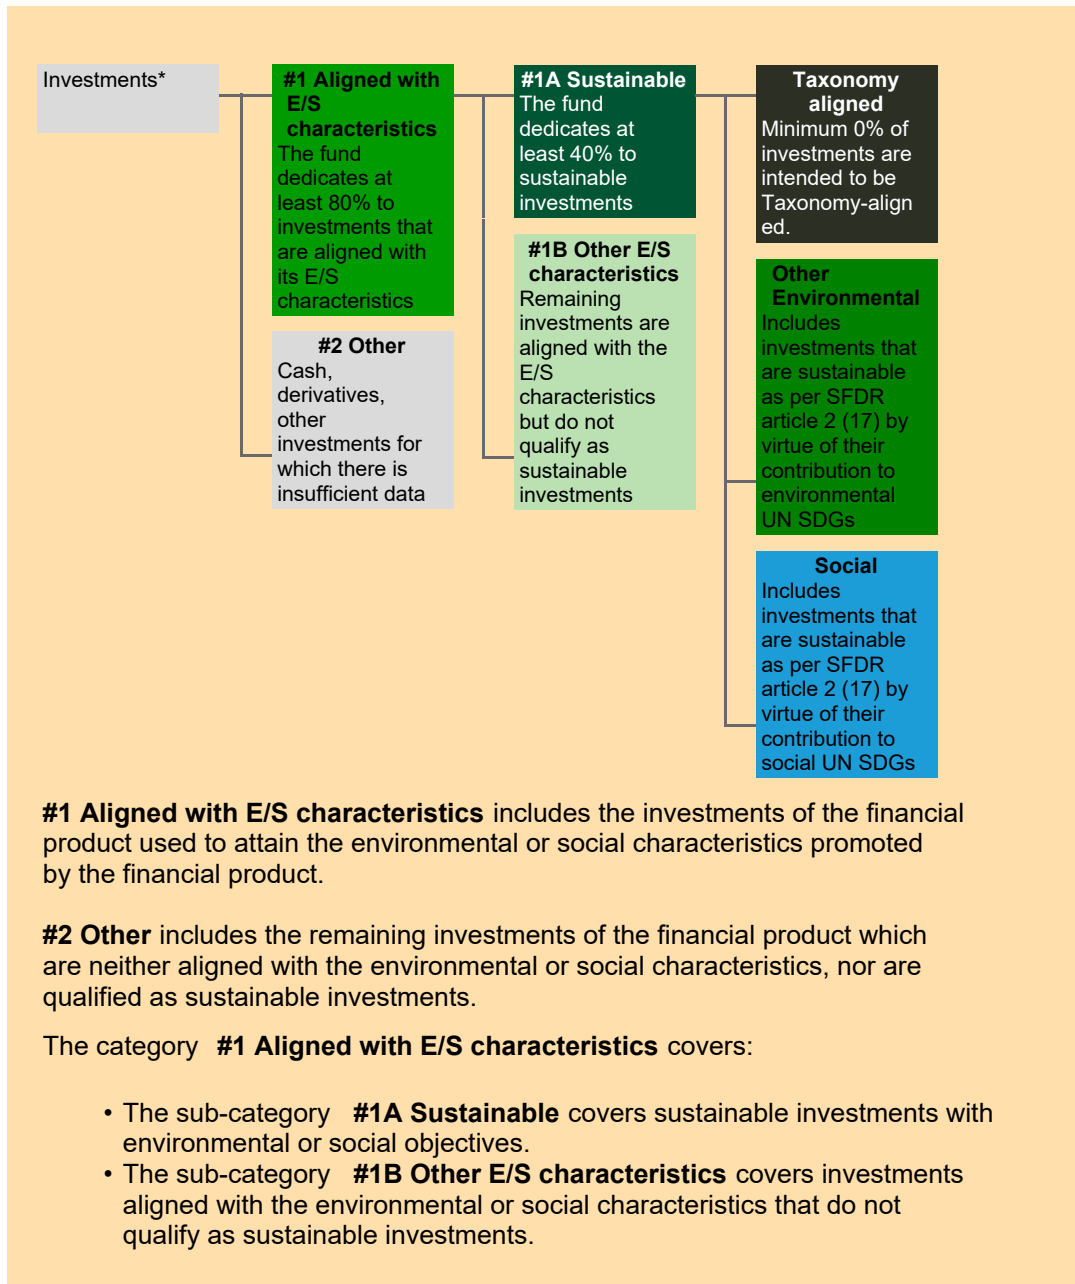 Investments*
#1 Aligned with
E/S
characteristics
The fund
dedicates at
least 80% to
investments that
are aligned with
its E/S
characteristics
#2 Other
Cash,
derivatives,
other
investments for
which there is
insufficient data
#1A Sustainable
The fund
dedicates at
least 40% to
sustainable
investments
#1B Other E/S
characteristics
Remaining
investments are
aligned with the
E/S
characteristics
but do not
qualify as
sustainable
investments
Taxonomy
aligned
Minimum 0% of
investments are
intended to be
Taxonomy-align
ed.
Other
Environmental
Includes
investments that
are sustainable
as per SFDR
article 2 (17) by
virtue of their
contribution to
environmental
UN SDGs
Social
Includes
investments that
are sustainable
as per SFDR
article 2 (17) by
virtue of their
contribution to
social UN SDGs
#1 Aligned with E/S characteristics includes the investments of the financial
product used to attain the environmental or social characteristics promoted
by the financial product.
#2 Other includes the remaining investments of the financial product which
are neither aligned with the environmental or social characteristics, nor are
qualified as sustainable investments.
The category #1 Aligned with E/S characteristics covers:
• The sub-category #1A Sustainable covers sustainable investments with
environmental or social objectives.
• The sub-category #1B Other E/S characteristics covers investments
aligned with the environmental or social characteristics that do not
qualify as sustainable investments.